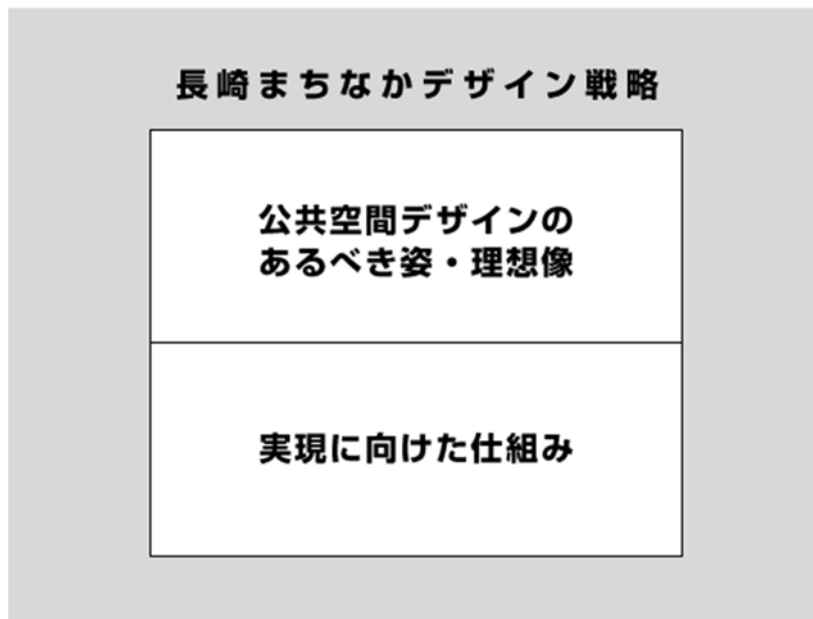 長崎まちなかデザイン戦略
公共空間デザインの
あるべき姿・理想像
実現に向けた仕組み